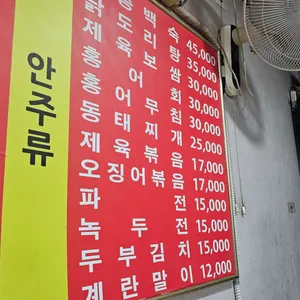 안주류
백숙 45,000
닭도리탕 35,000
제육보쌈 30,000
홍어회 30,000
홍어무침 30,000
동태찌개 25,000
제육볶음 17,000
오징어볶음 17,000
파전 15,000
녹두전 15,000
두부김치 15,000
계란말이 12,000